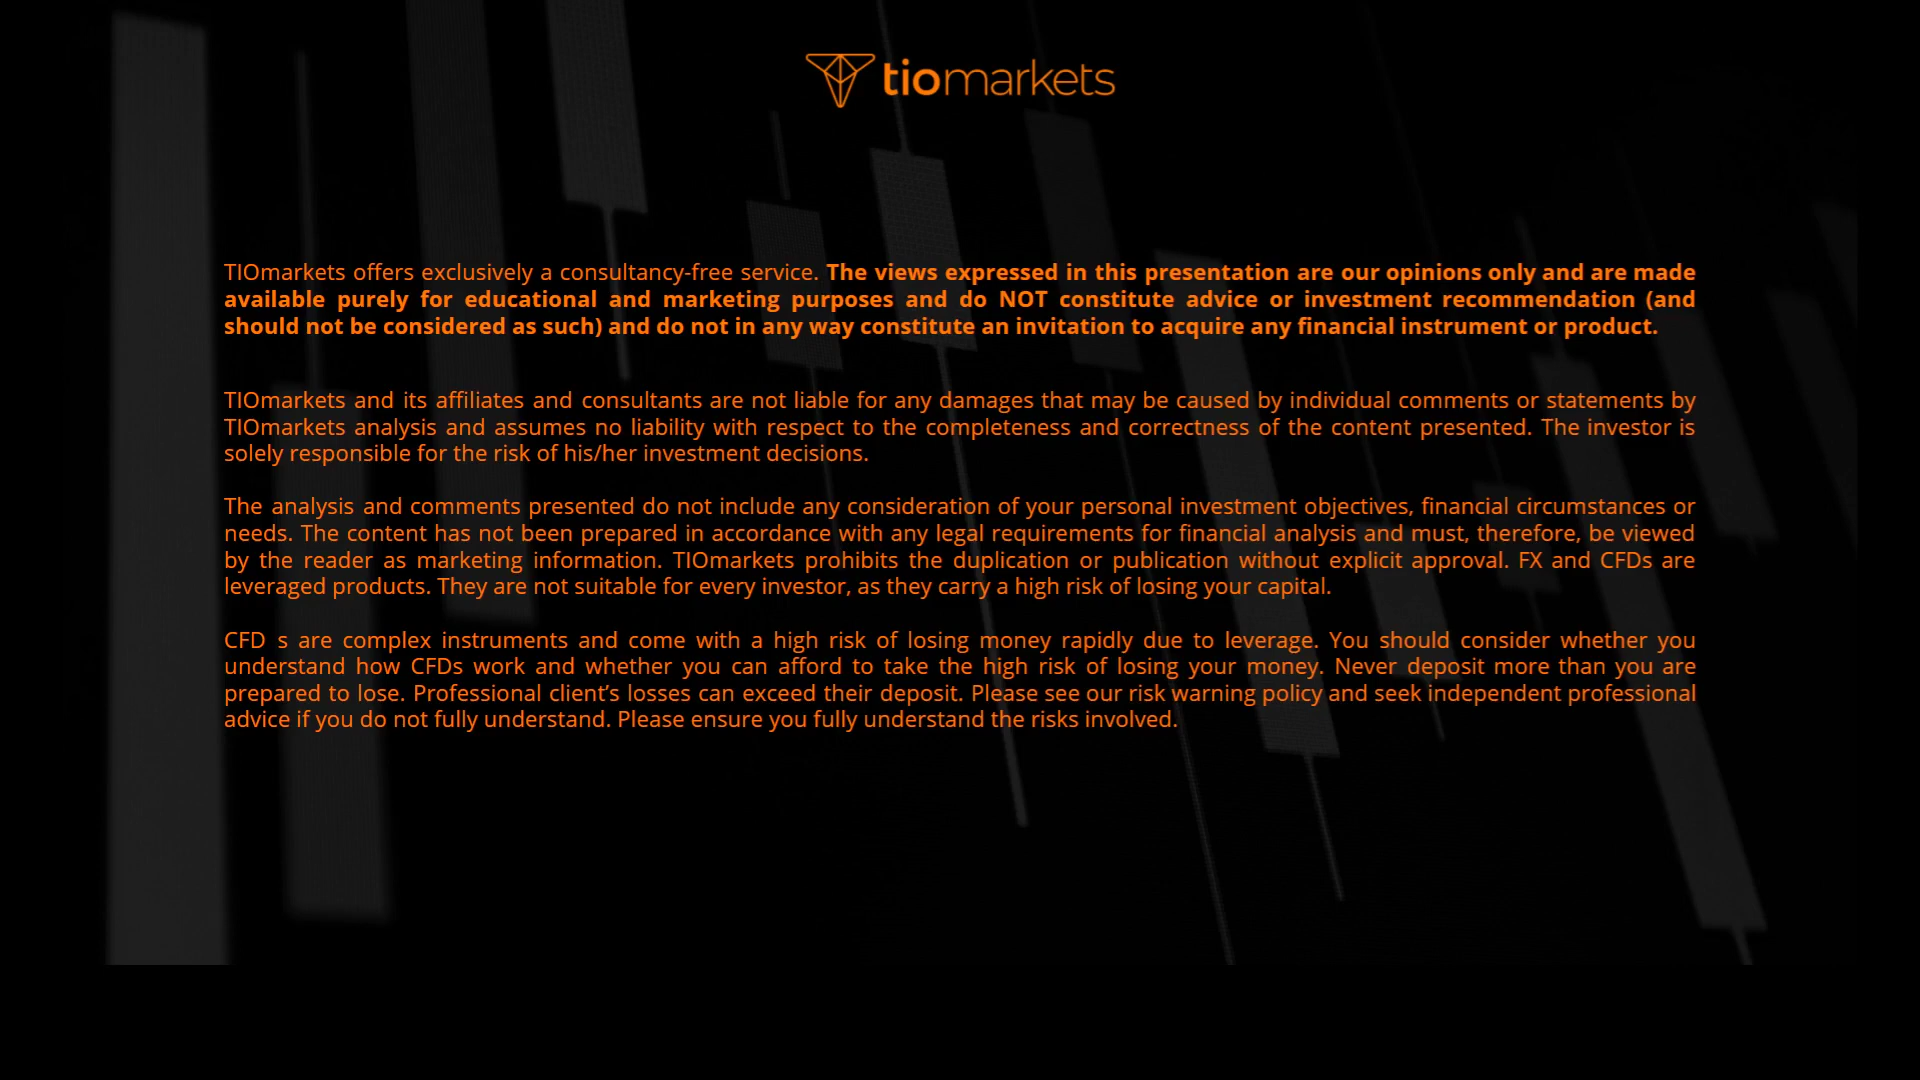 tiomarkets
TIOmarkets offers exclusively a consultancy-free service. The views expressed in this presentation are our opinions only and are made
available purely for educational and marketing purposes and do NOT constitute advice or investment recommendation (and
should not be considered as such) and do not in any way constitute an invitation to acquire any financial instrument or product.
TIOmarkets and its affiliates and consultants are not liable for any damages that may be caused by individual comments or statements by
TIOmarkets analysis and assumes no liability with respect to the completeness and correctness of the content presented. The investor is
solely responsible for the risk of his/her investment decisions.
The analysis and comments presented do not include any consideration of your personal investment objectives, financial circumstances or
needs. The content has not been prepared in accordance with any legal requirements for financial analysis and must, therefore, be viewed
by the reader as marketing information. TIOmarkets prohibits the duplication or publication without explicit approval. FX and CFDs are
leveraged products. They are not suitable for every investor, as they carry a high risk of losing your capital.
CFD s are complex instruments and come with a high risk of losing money rapidly due to leverage. You should consider whether you
understand how CFDs work and whether you can afford to take the high risk of losing your money. Never deposit more than you are
prepared to lose. Professional client’s losses can exceed their deposit. Please see our risk warning policy and seek independent professional
advice if you do not fully understand. Please ensure you fully understand the risks involved.